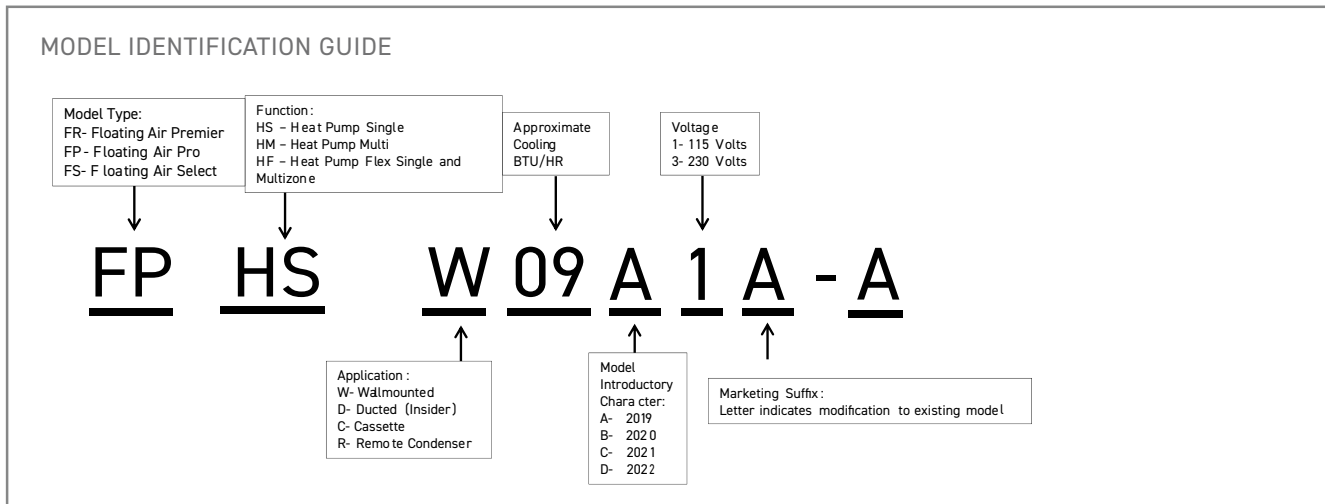 MODEL IDENTIFICATION GUIDE
Model Type:
FR- Floating Air Premier
FP- Floating Air Pro
FS- Floating Air Select
Function:
HS – Heat Pump Single
HM – Heat Pump Multi
HF – Heat Pump Flex Single and
Multizone
Approximate
Cooling
BTU/HR
Voltage
1- 115 Volts
3- 230 Volts
FP HS W 09 A 1 A - A
Application:
W- Wallmounted
D- Ducted (Insider)
C- Cassette
R- Remote Condenser
Model
Introductory
Character:
A- 2019
B- 2020
C- 2021
D- 2022
Marketing Suffix:
Letter indicates modification to existing model